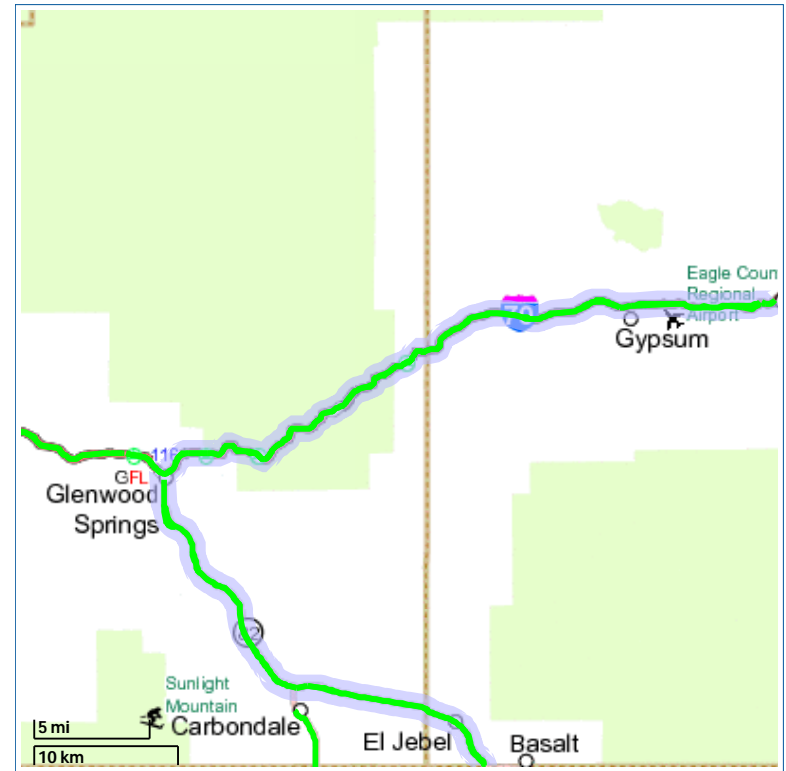 Eagle Coun
Regional
Airport
70
Gypsum
116
GFL
Glenwood
Springs
82
Sunlight
Mountain
Carbondale
5 mi
10 km
El Jebel
Basalt